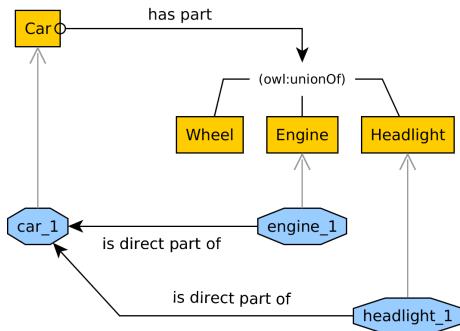 has part
Car
(owl:unionOf)
Wheel
Engine
Headlight
car_1
engine_1
is direct part of
is direct part of
headlight_1